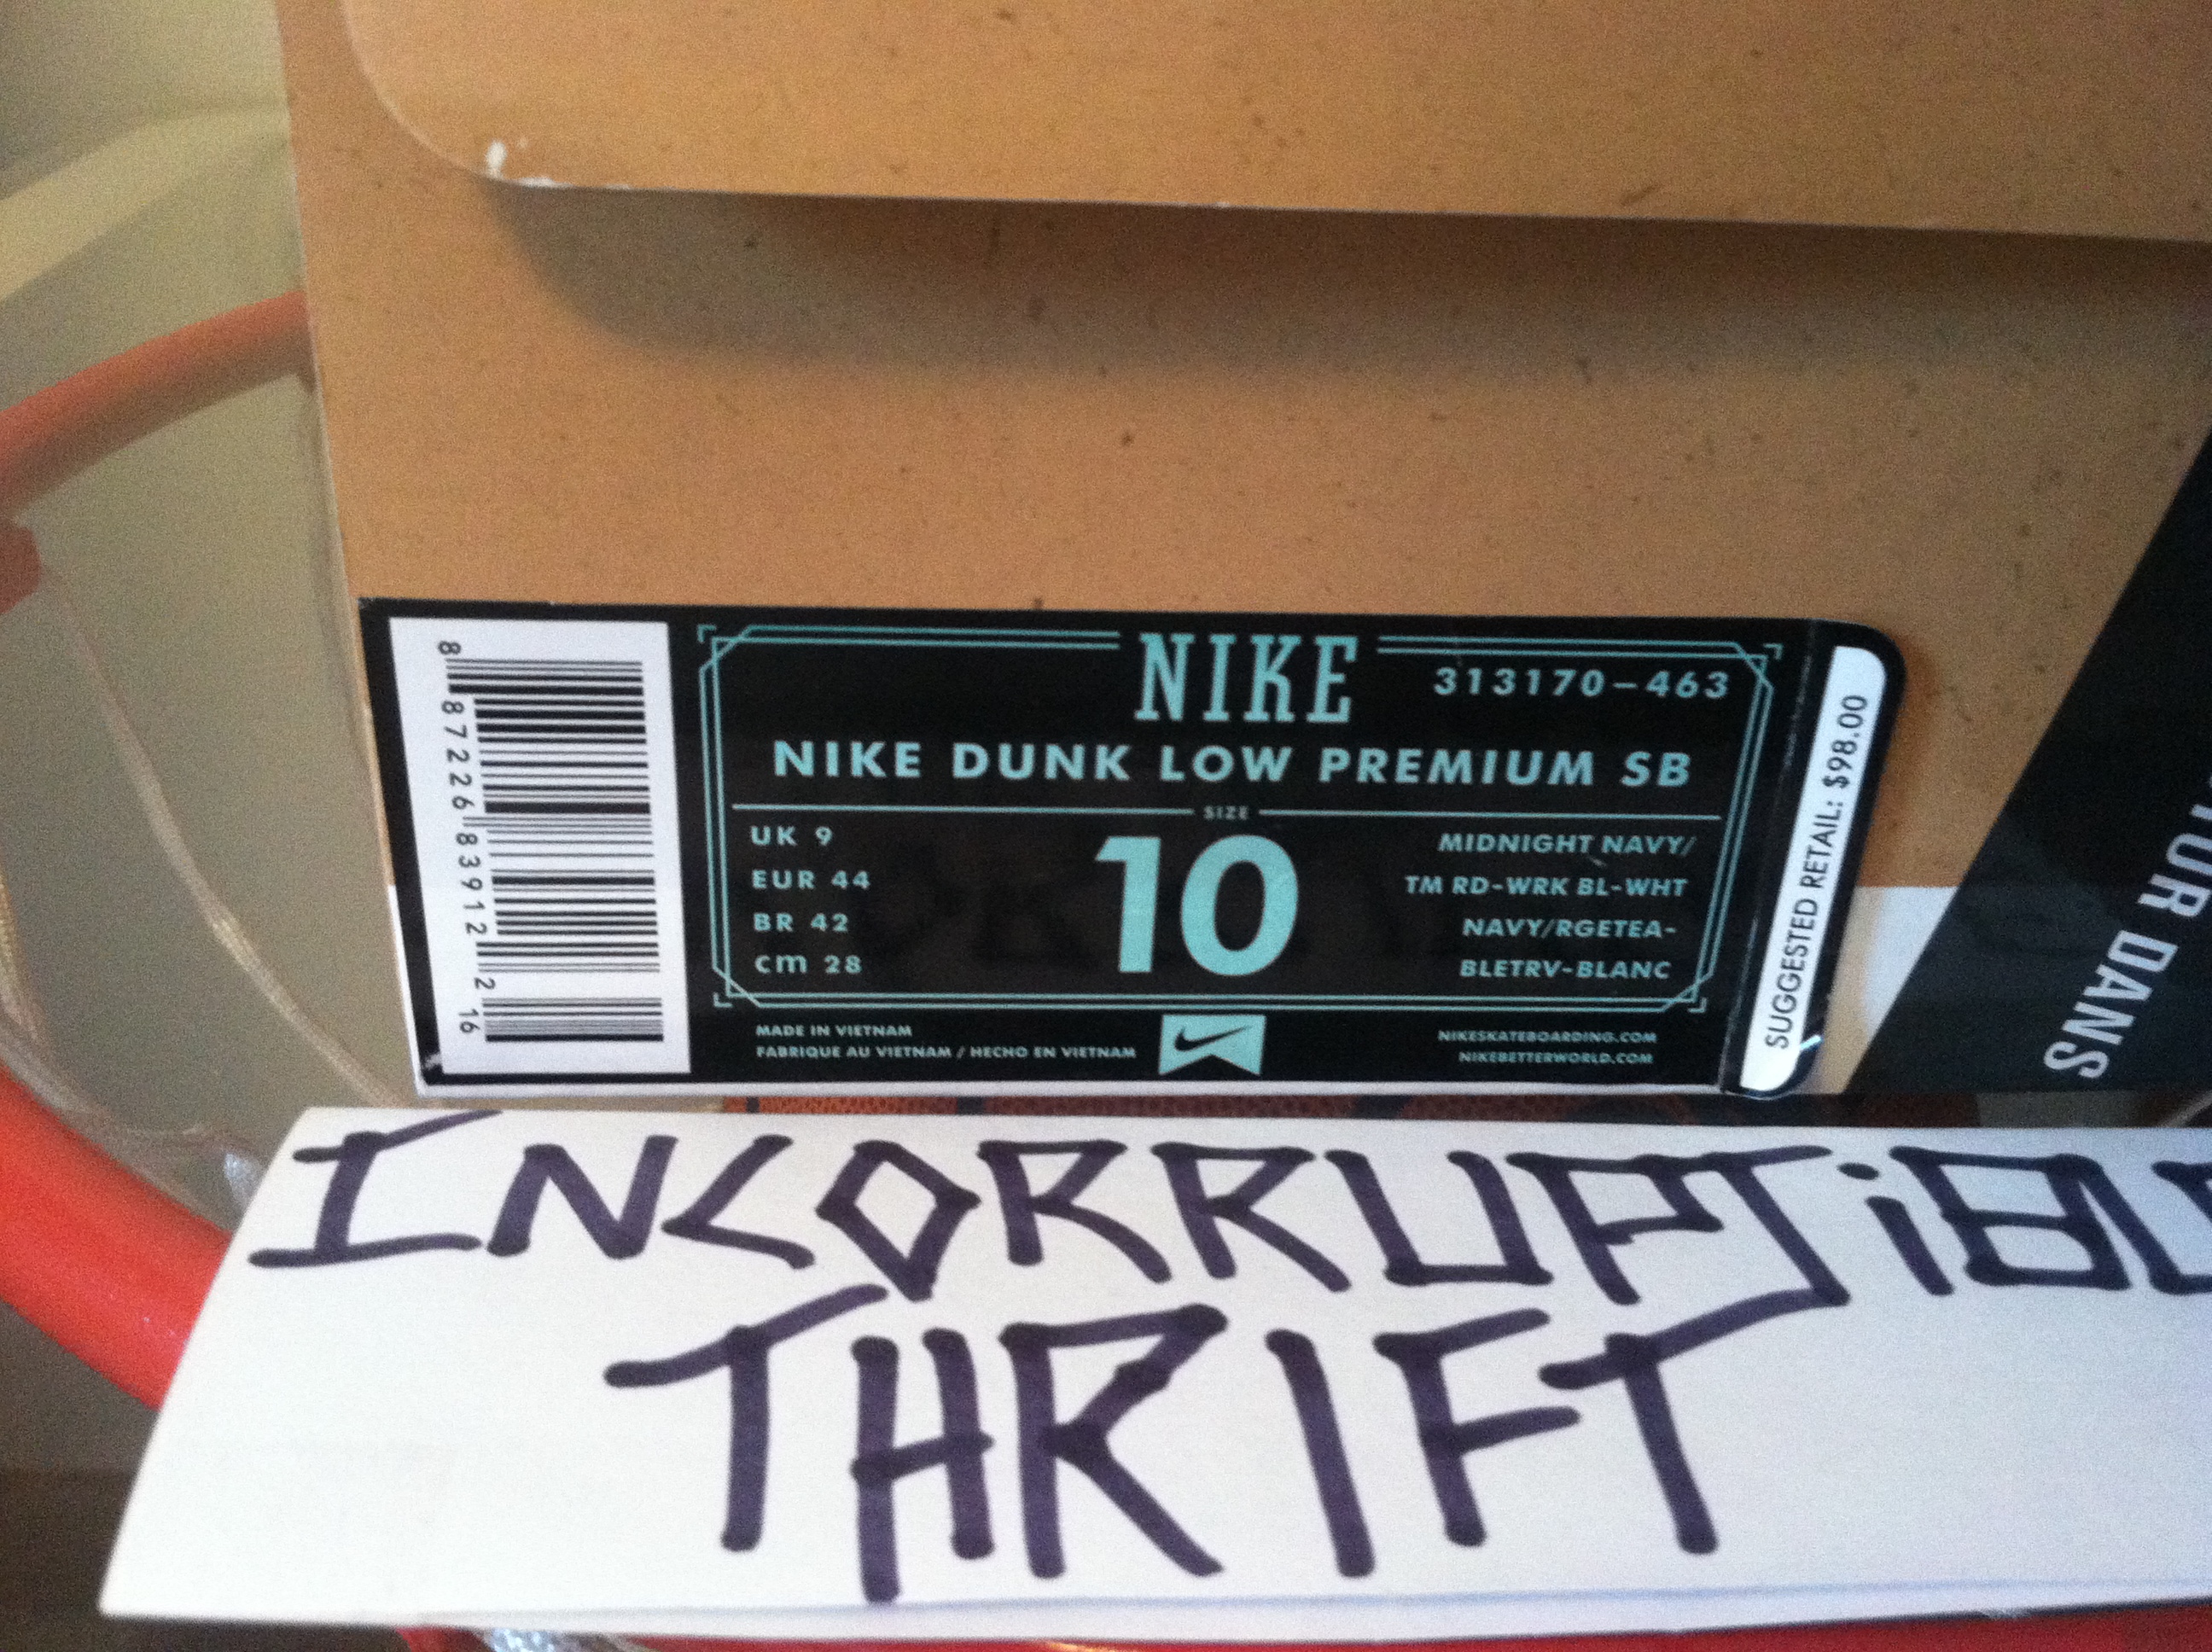 NIKE 313170-463
NIKE DUNK LOW PREMIUM SB
SIZE
10
UK 9
EUR 44
BR 42
cm 28
MIDNIGHT NAVY/
TM RD-WRK BL-WHT
NAVY/RGETEA-
BLETRV-BLANC
MADE IN VIETNAM
FABRIQUE AU VIETNAM / HECHO EN VIETNAM
NIKESKATEBOARDING.COM
NIKEBETTERWORLD.COM
8 87226 83912 2 16
SUGGESTED RETAIL: $98.00
DANS
INCORRUPTiBL
THRIFT